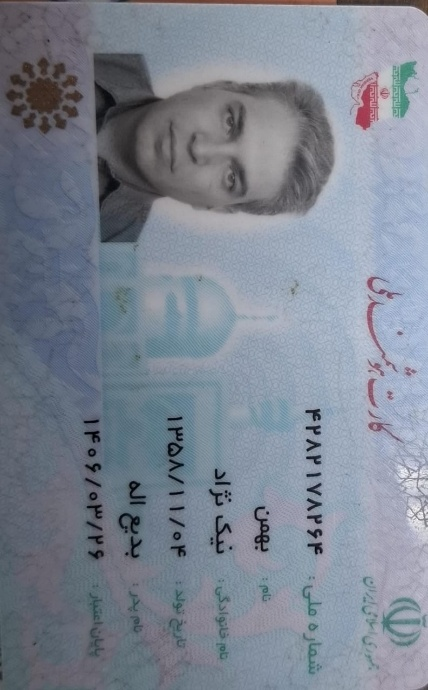 کارت هوشمند ملی
جمهوری اسلامی ایران
شماره ملی: ۴۲۸۲۱۷۸۲۶۴
نام: بهمن
نام خانوادگی: نیک نژاد
تاریخ تولد: ۱۳۵۸/۱۱/۰۴
نام پدر: بدیع اله
پایان اعتبار: ۱۴۰۶/۰۳/۲۶